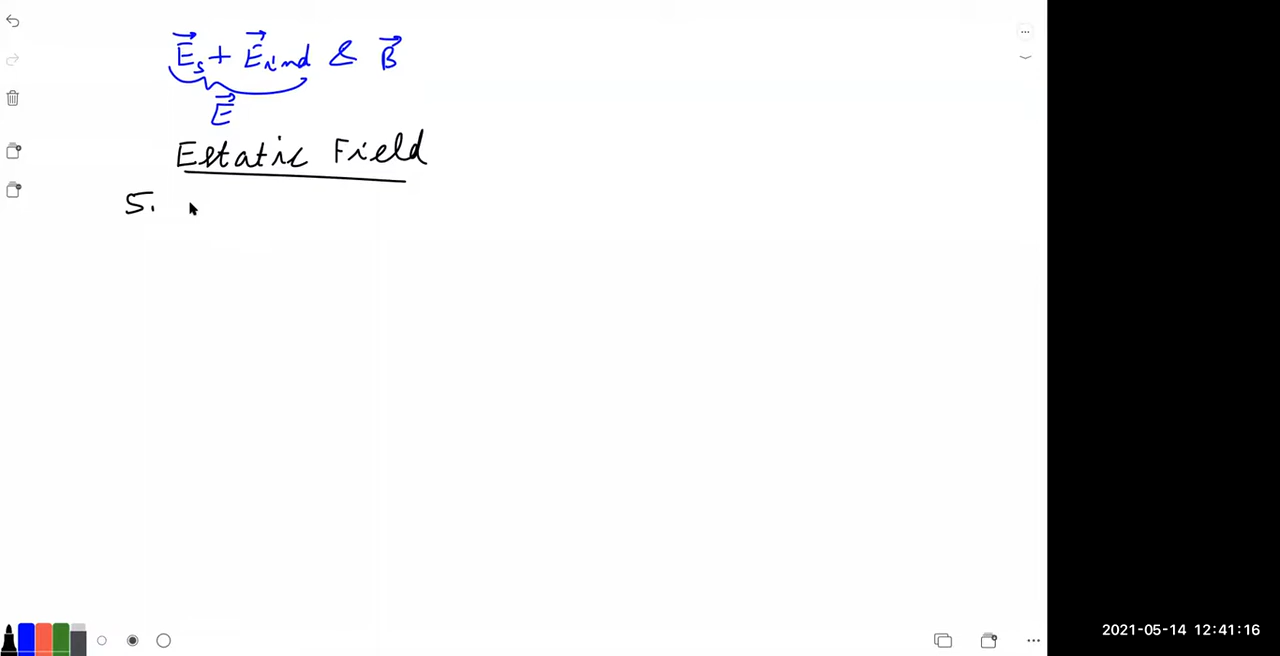 E⃗s + E⃗ind & B⃗
E⃗
Estatic Field
5.
2021-05-14 12:41:16